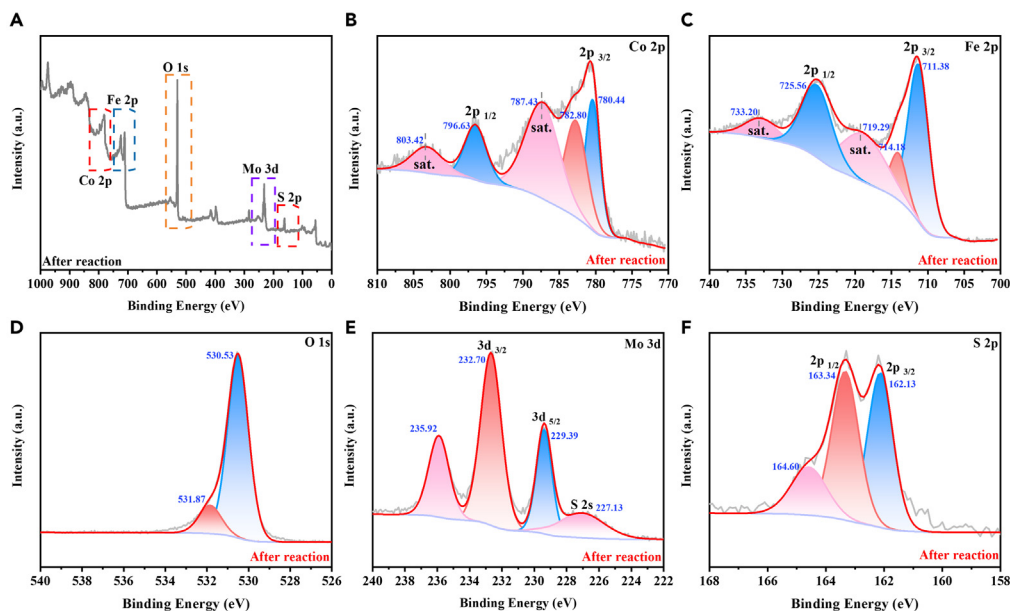 A
Intensity (a.u.)
O 1s
Fe 2p
Co 2p
Mo 3d
S 2p
After reaction
1000 900 800 700 600 500 400 300 200 100 0
Binding Energy (eV)
B
Intensity (a.u.)
Co 2p
2p 3/2
780.44
787.43
782.80
2p 1/2
796.63
803.42
sat.
sat.
After reaction
810 805 800 795 790 785 780 775 770
Binding Energy (eV)
C
Intensity (a.u.)
Fe 2p
2p 3/2
711.38
2p 1/2
725.56
733.20
719.29
714.18
sat.
sat.
After reaction
740 735 730 725 720 715 710 705 700
Binding Energy (eV)
D
Intensity (a.u.)
O 1s
530.53
531.87
After reaction
540 538 536 534 532 530 528 526
Binding Energy (eV)
E
Intensity (a.u.)
Mo 3d
3d 3/2
232.70
235.92
3d 5/2
229.39
S 2s
227.13
After reaction
240 238 236 234 232 230 228 226 224 222
Binding Energy (eV)
F
Intensity (a.u.)
S 2p
2p 1/2
163.34
2p 3/2
162.13
164.60
After reaction
168 166 164 162 160 158
Binding Energy (eV)